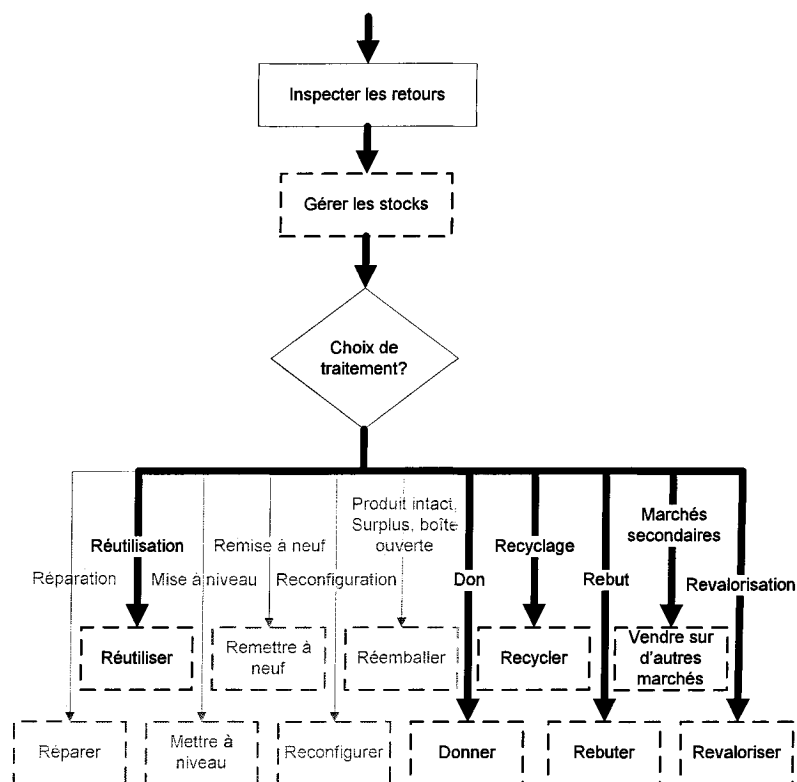 Inspecter les retours
Gérer les stocks
Choix de
traitement?
Produit intact,
Surplus, boîte
ouverte
Marchés
secondaires
Réutilisation
Remise à neuf
Recyclage
Réparation
Mise à niveau
Reconfiguration
Don
Rebut
Revalorisation
Réutiliser
Remettre à
neuf
Réemballer
Recycler
Vendre sur
d'autres
marchés
Réparer
Mettre à
niveau
Reconfigurer
Donner
Rebuter
Revaloriser